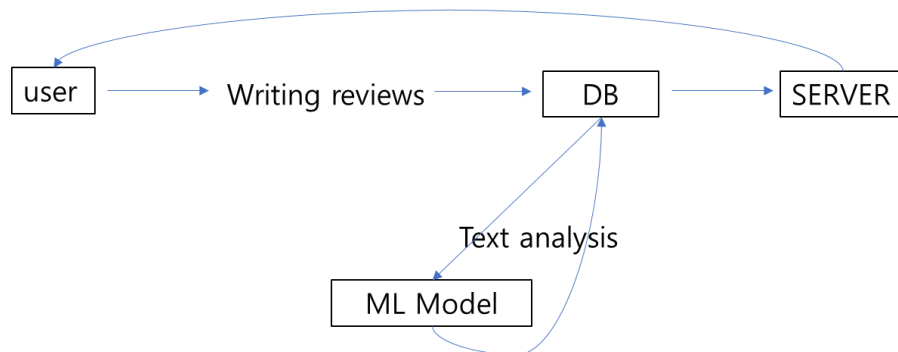 user
Writing reviews
DB
SERVER
Text analysis
ML Model